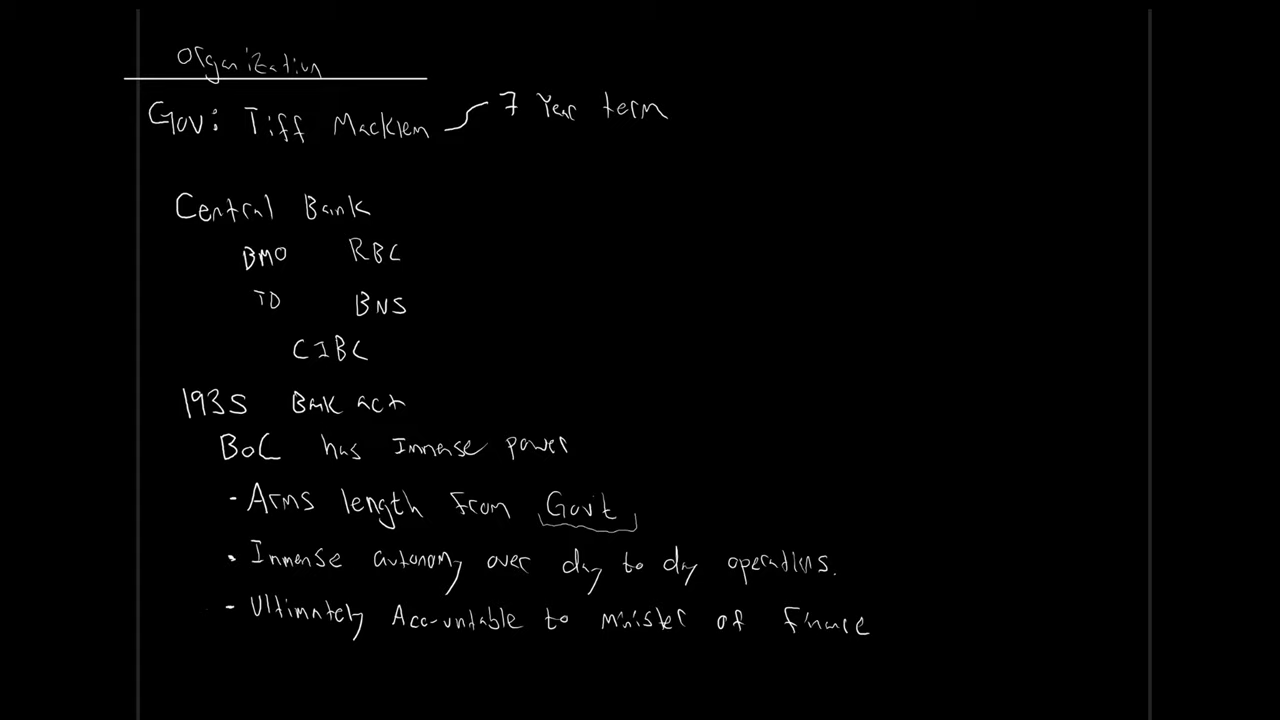 Organization
Gov: Tiff Macklem 7 Year term
Central Bank
BMO RBC
TD BNS
CIBC
1935 Bank act
BoC has Immense power
- Arms length from Gov't
• Immense autonomy over day to day operations.
- Ultimately Accountable to minister of Finance